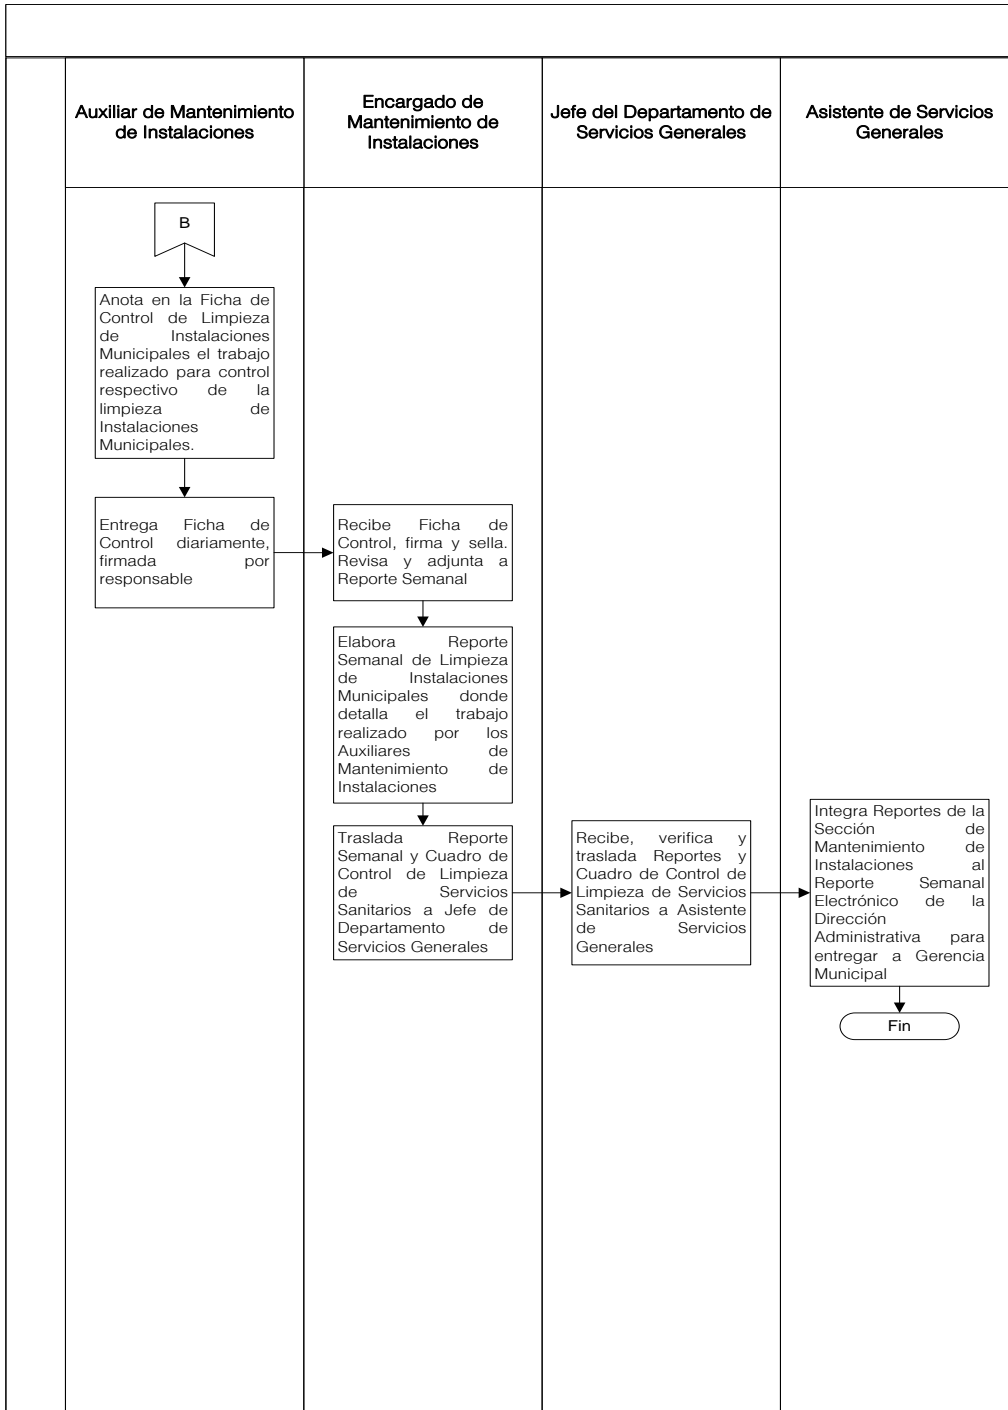 Auxiliar de Mantenimiento
de Instalaciones
Encargado de
Mantenimiento de
Instalaciones
Jefe del Departamento de
Servicios Generales
Asistente de Servicios
Generales
B
Anota en la Ficha de
Control de Limpieza
de Instalaciones
Municipales el trabajo
realizado para control
respectivo de la
limpieza de
Instalaciones
Municipales.
Entrega Ficha de
Control diariamente,
firmada por
responsable
Recibe Ficha de
Control, firma y sella.
Revisa y adjunta a
Reporte Semanal
Elabora Reporte
Semanal de Limpieza
de Instalaciones
Municipales donde
detalla el trabajo
realizado por los
Auxiliares de
Mantenimiento de
Instalaciones
Traslada Reporte
Semanal y Cuadro de
Control de Limpieza
de Servicios
Sanitarios a Jefe de
Departamento de
Servicios Generales
Recibe, verifica y
traslada Reportes y
Cuadro de Control de
Limpieza de Servicios
Sanitarios a Asistente
de Servicios
Generales
Integra Reportes de la
Sección de
Mantenimiento de
Instalaciones al
Reporte Semanal
Electrónico de la
Dirección
Administrativa para
entregar a Gerencia
Municipal
Fin